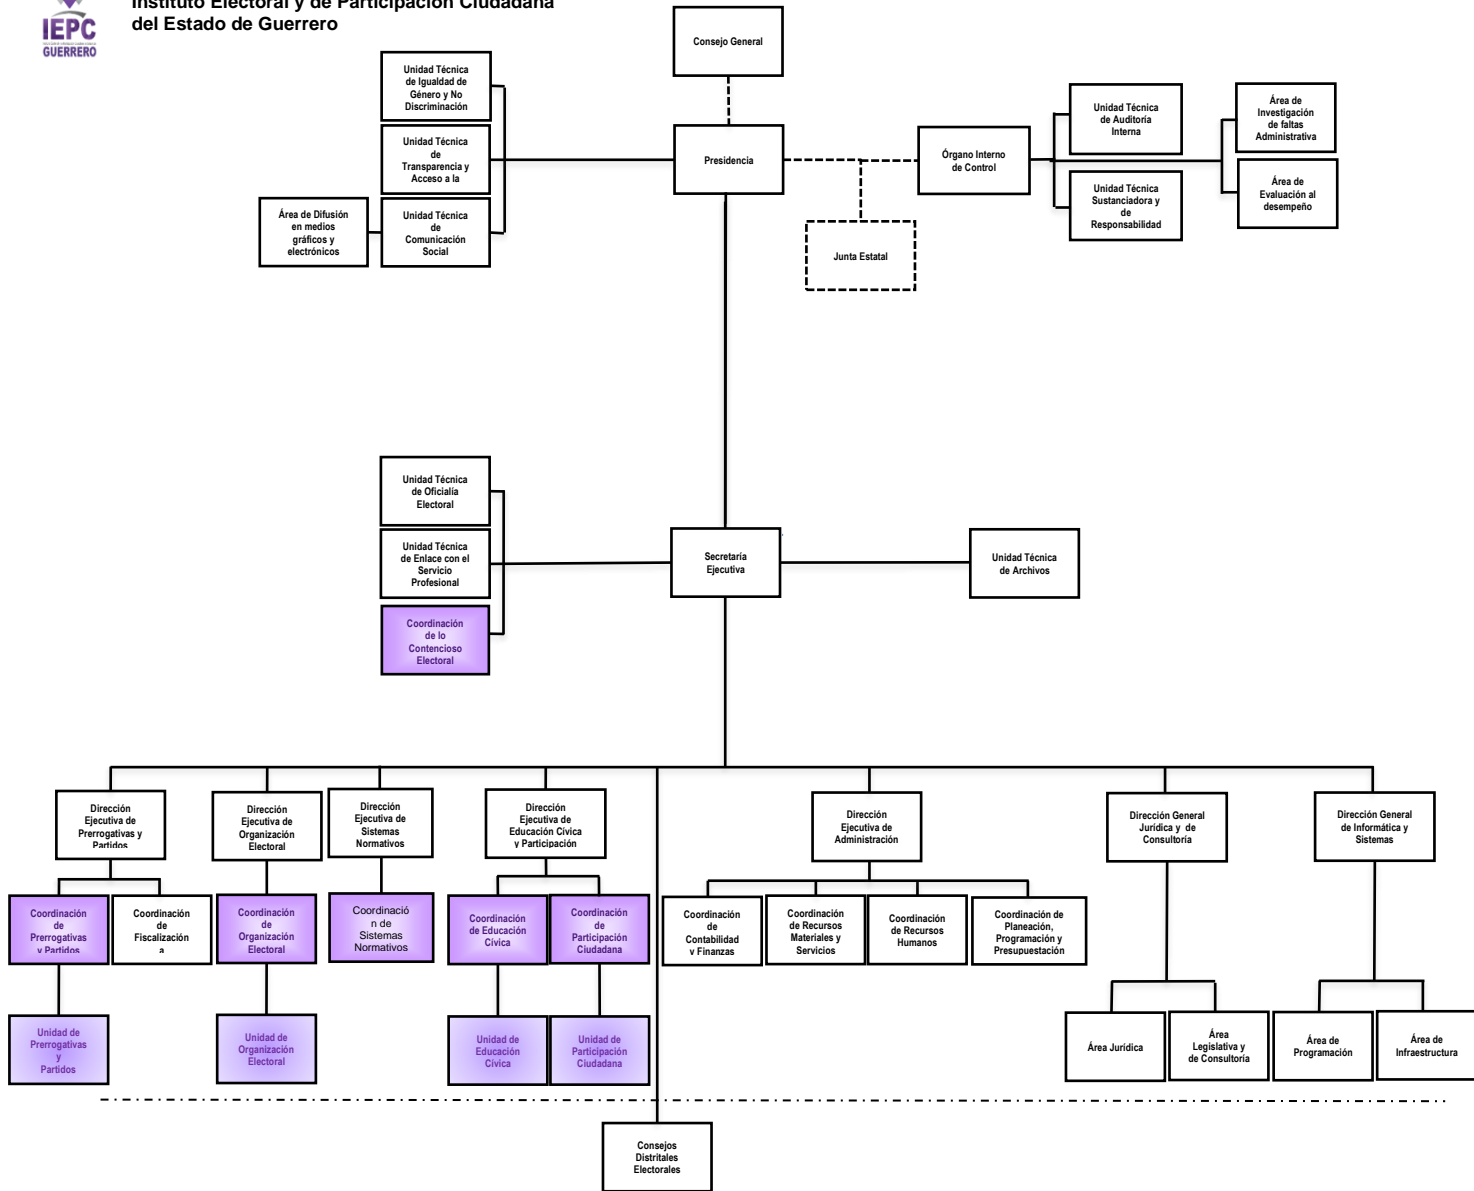 Instituto Electoral y de Participación Ciudadana
del Estado de Guerrero
IEPC
GUERRERO
Consejo General
Unidad Técnica
de Igualdad de
Género y No
Discriminación
Unidad Técnica
de
Transparencia y
Acceso a la
Unidad Técnica
de
Comunicación
Social
Área de Difusión
en medios
gráficos y
electrónicos
Presidencia
Órgano Interno
de Control
Junta Estatal
Unidad Técnica
de Auditoría
Interna
Unidad Técnica
Sustanciadora y
de
Responsabilidad
Área de
Investigación
de faltas
Administrativa
Área de
Evaluación al
desempeño
Unidad Técnica
de Oficialía
Electoral
Unidad Técnica
de Enlace con el
Servicio
Profesional
Coordinación
de lo
Contencioso
Electoral
Secretaría
Ejecutiva
Unidad Técnica
de Archivos
Dirección
Ejecutiva de
Prerrogativas y
Partidos
Dirección
Ejecutiva de
Organización
Electoral
Dirección
Ejecutiva de
Sistemas
Normativos
Dirección
Ejecutiva de
Educación Cívica
y Participación
Dirección
Ejecutiva de
Administración
Dirección General
Jurídica y de
Consultoría
Dirección General
de Informática y
Sistemas
Coordinación
de
Prerrogativas
y Partidos
Coordinación
de
Fiscalización
a
Coordinación
de
Organización
Electoral
Coordinació
n de
Sistemas
Normativos
Coordinación
de Educación
Cívica
Coordinación
de
Participación
Ciudadana
Coordinación
de
Contabilidad
y Finanzas
Coordinación
de Recursos
Materiales y
Servicios
Coordinación
de Recursos
Humanos
Coordinación de
Planeación,
Programación y
Presupuestación
Unidad de
Prerrogativas
y
Partidos
Unidad de
Organización
Electoral
Unidad de
Educación
Cívica
Unidad de
Participación
Ciudadana
Área Jurídica
Área
Legislativa y
de Consultoría
Área de
Programación
Área de
Infraestructura
Consejos
Distritales
Electorales